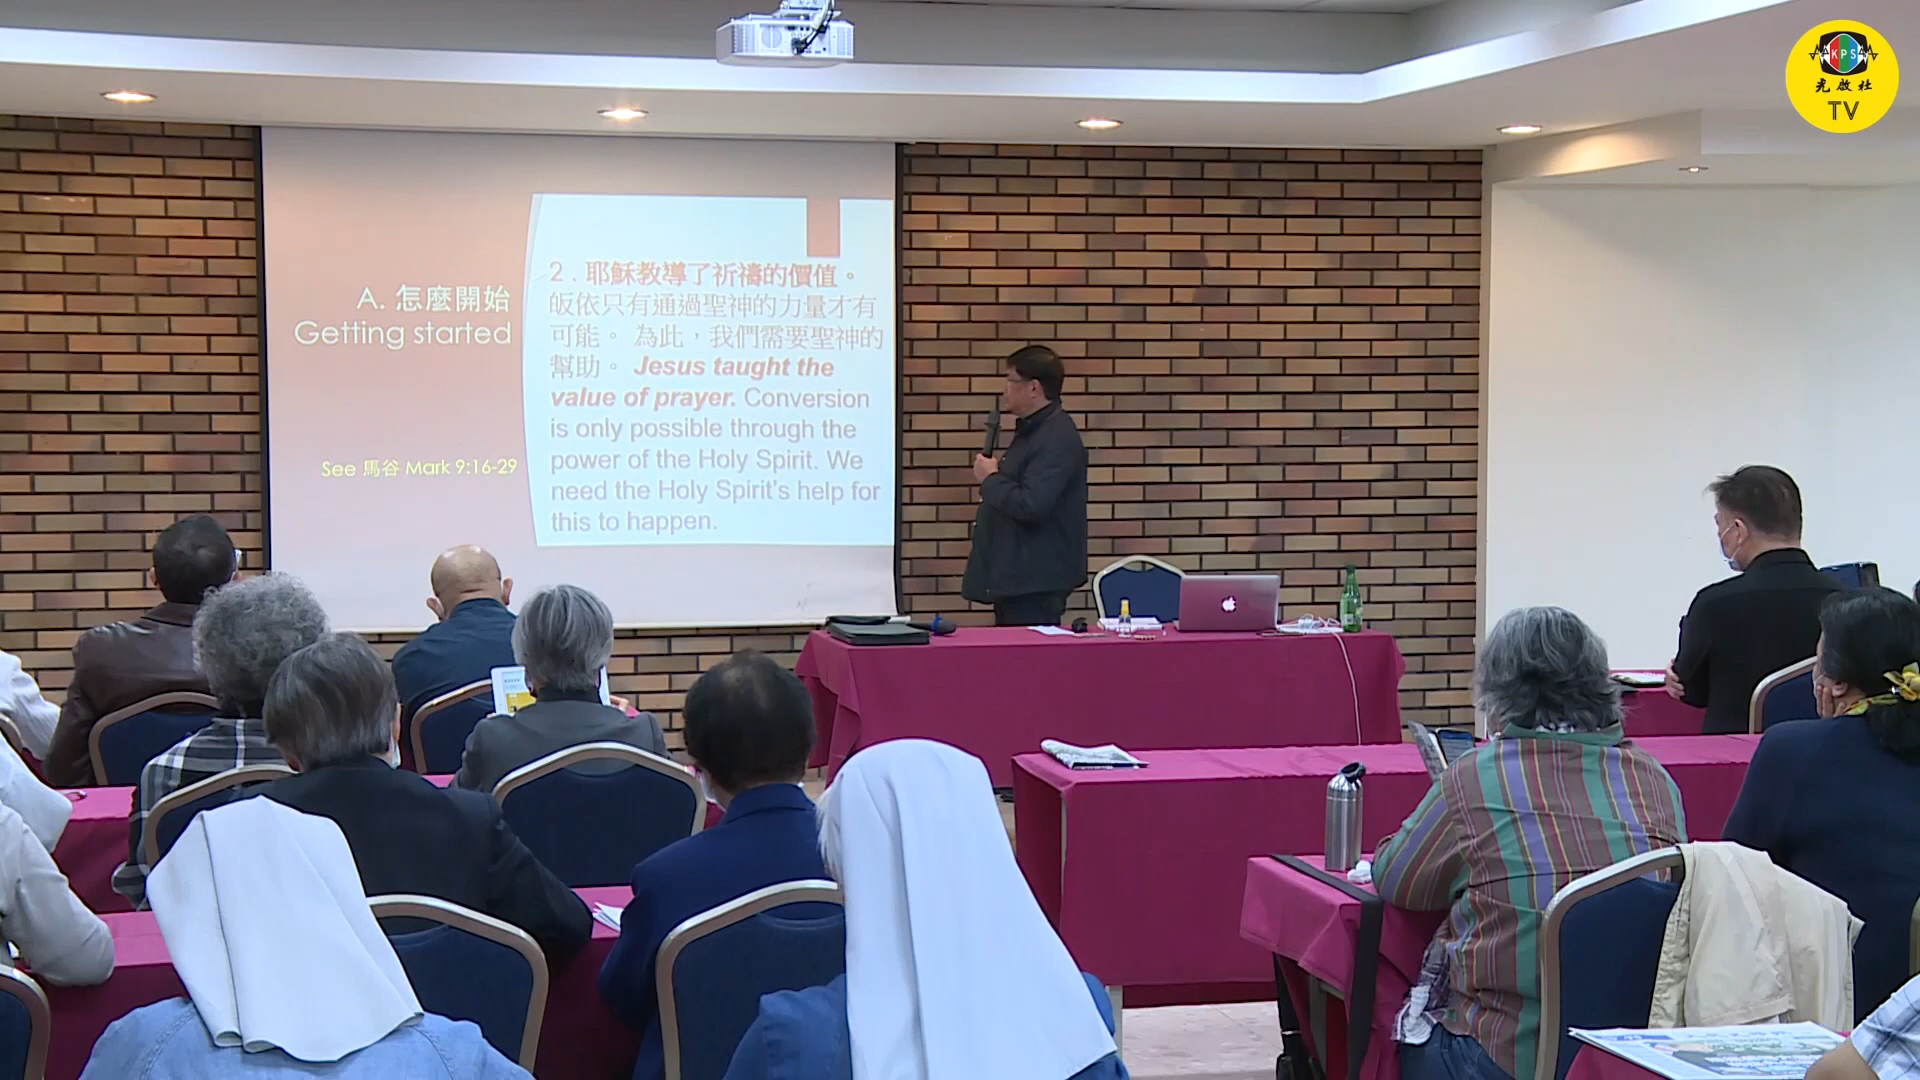 KPS
光啟社
TV
A. 怎麼開始
Getting started
See 馬谷 Mark 9:16-29
2 . 耶穌教導了祈禱的價值。
皈依只有通過聖神的力量才有
可能。 為此，我們需要聖神的
幫助。 Jesus taught the
value of prayer. Conversion
is only possible through the
power of the Holy Spirit. We
need the Holy Spirit's help for
this to happen.